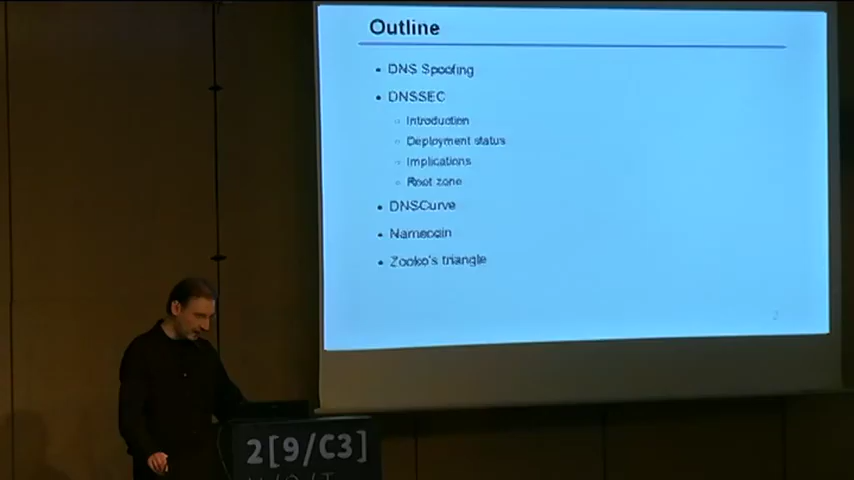 Outline
• DNS Spoofing
• DNSSEC
○ Introduction
○ Deployment status
○ Implications
○ Root zone
• DNSCurve
• Namecoin
• Zooko's triangle
2
2[9/C3]